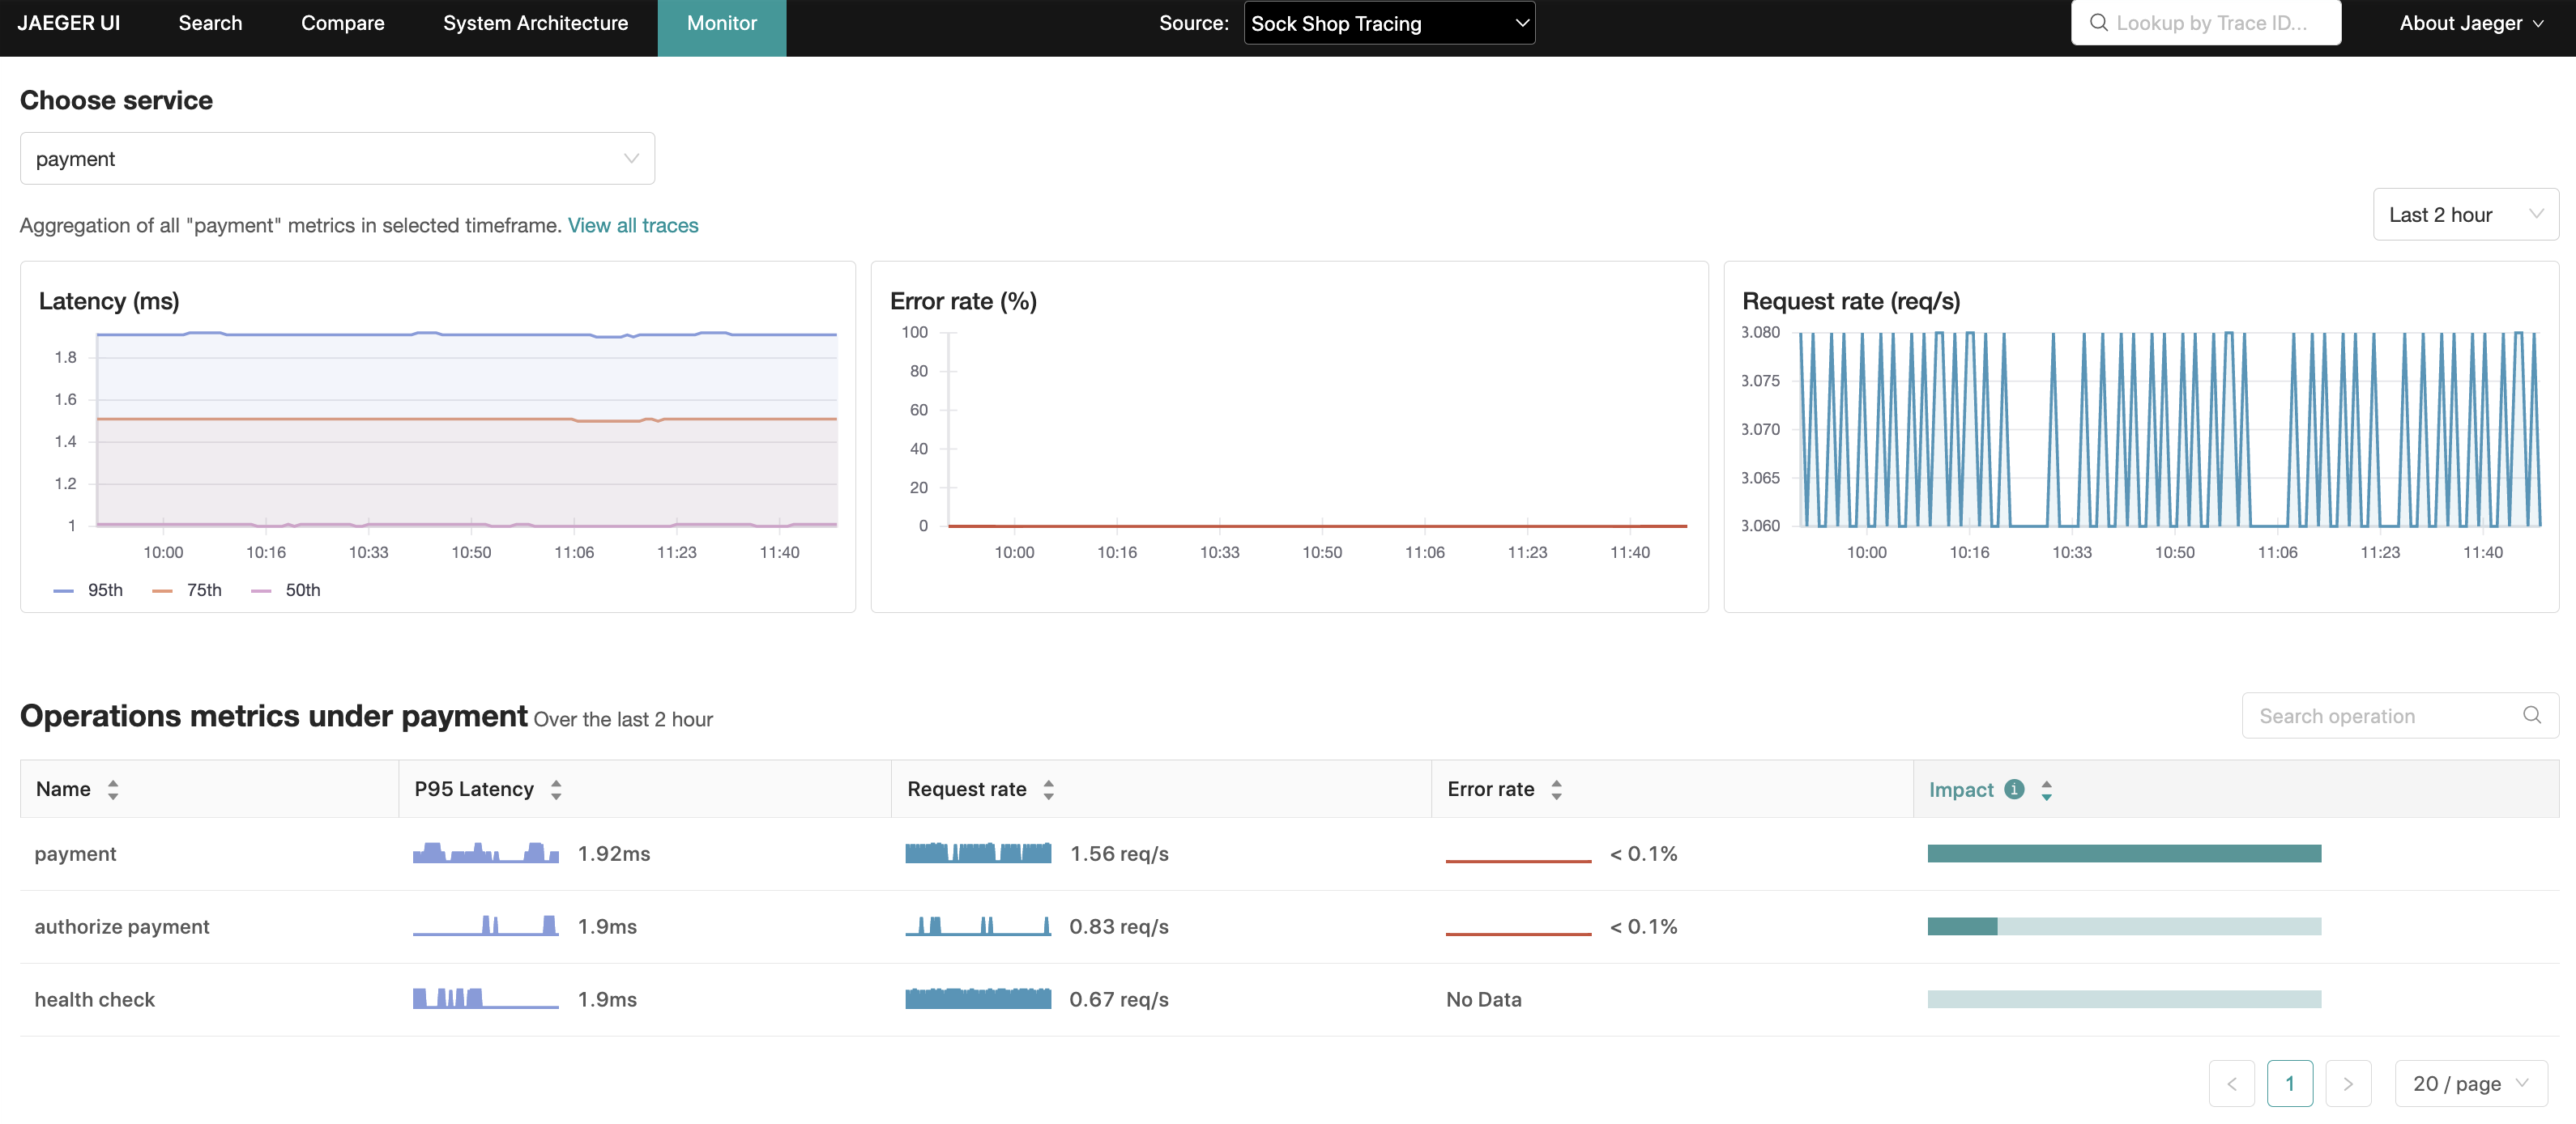 JAEGER UI Search Compare System Architecture Monitor Source: Sock Shop Tracing Lookup by Trace ID... About Jaeger
Choose service
payment
Aggregation of all "payment" metrics in selected timeframe. View all traces
Last 2 hour
Latency (ms)
1.8
1.6
1.4
1.2
1
10:00 10:16 10:33 10:50 11:06 11:23 11:40
95th 75th 50th
Error rate (%)
100
80
60
40
20
0
10:00 10:16 10:33 10:50 11:06 11:23 11:40
Request rate (req/s)
3.080
3.075
3.070
3.065
3.060
10:00 10:16 10:33 10:50 11:06 11:23 11:40
Operations metrics under payment Over the last 2 hour
Search operation
Name P95 Latency Request rate Error rate Impact i
payment 1.92ms 1.56 req/s < 0.1%
authorize payment 1.9ms 0.83 req/s < 0.1%
health check 1.9ms 0.67 req/s No Data
< 1 > 20 / page